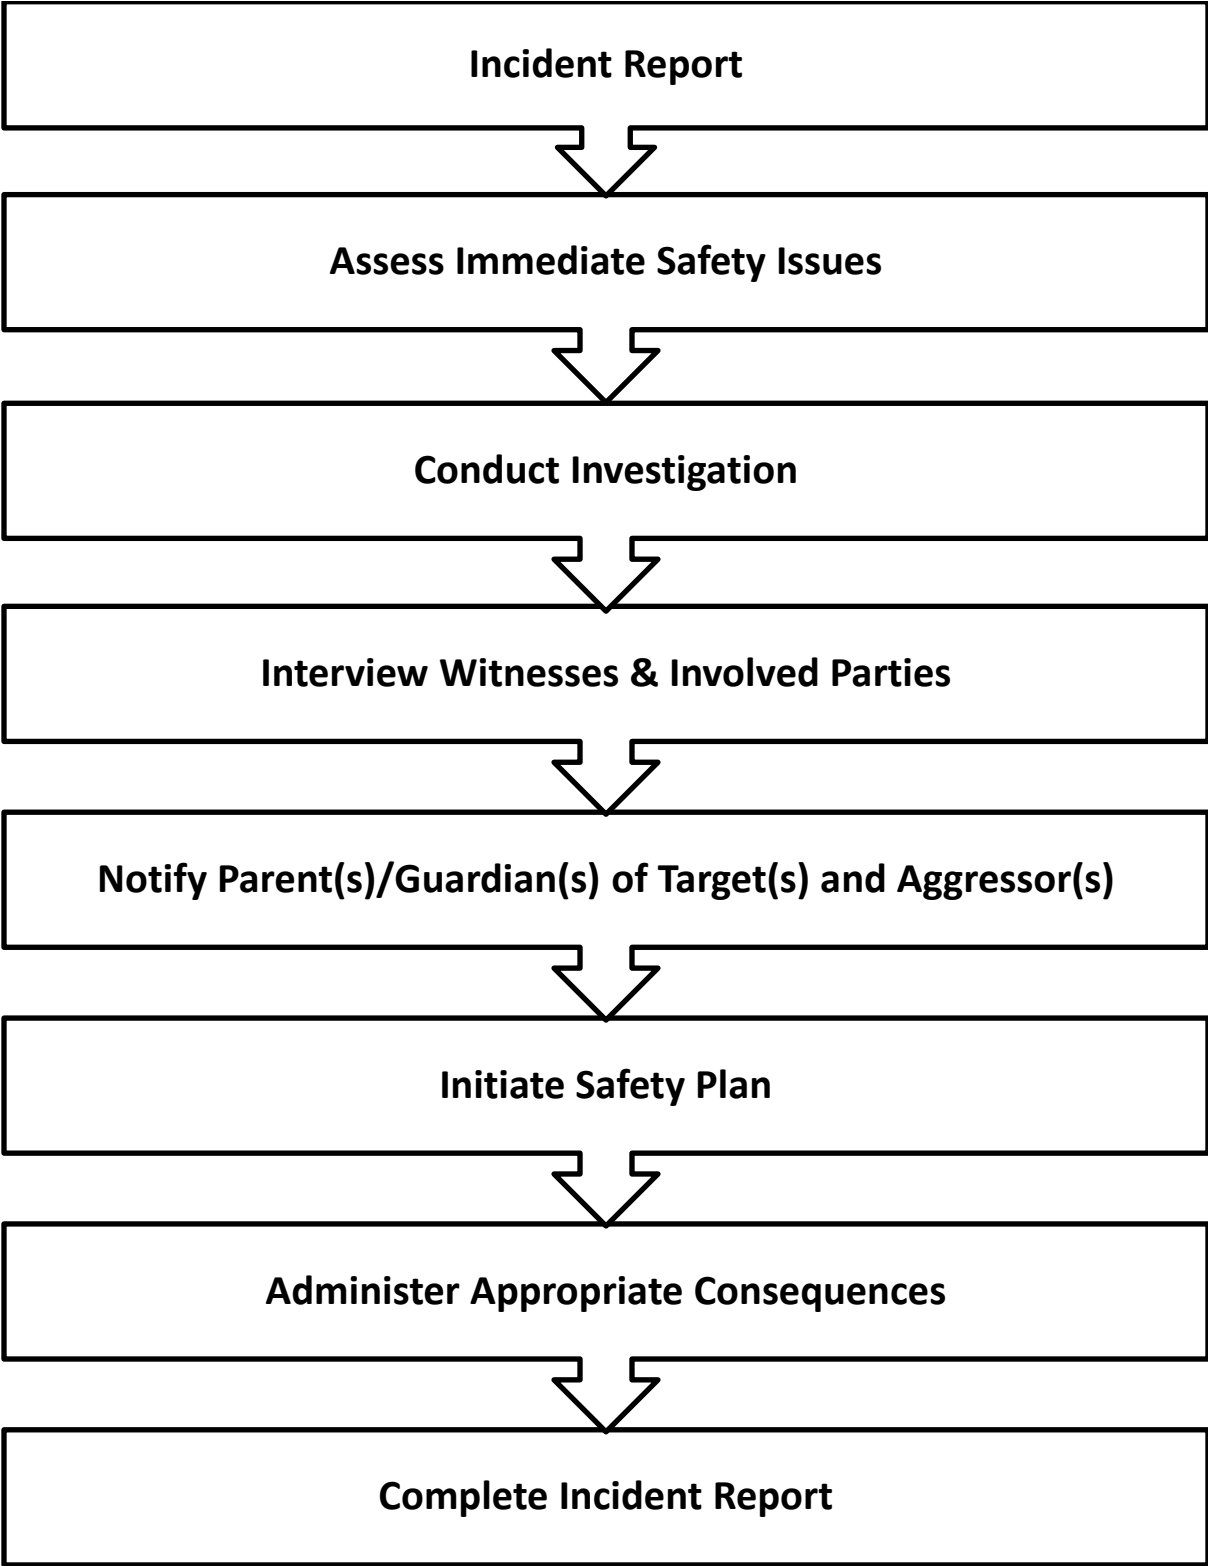 Incident Report
Assess Immediate Safety Issues
Conduct Investigation
Interview Witnesses & Involved Parties
Notify Parent(s)/Guardian(s) of Target(s) and Aggressor(s)
Initiate Safety Plan
Administer Appropriate Consequences
Complete Incident Report